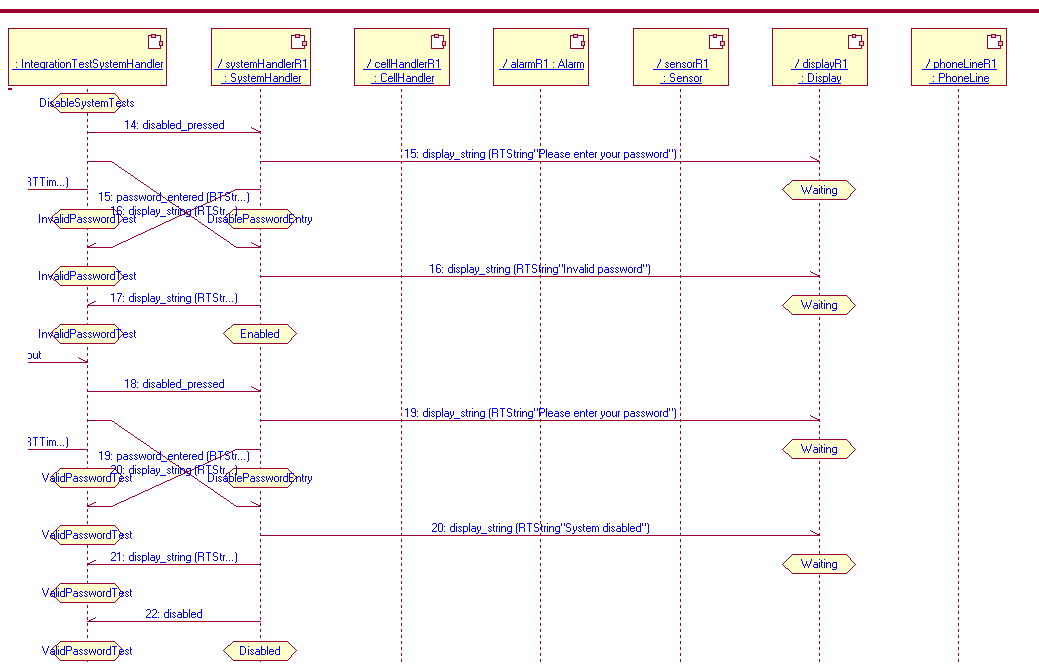 : IntegrationTestSystemHandler
/ systemHandlerR1
: SystemHandler
/ cellHandlerR1
: CellHandler
/ alarmR1 : Alarm
/ sensorR1
: Sensor
/ displayR1
: Display
/ phoneLineR1
: PhoneLine
DisableSystemTests
14: disabled_pressed
15: display_string (RTString"Please enter your password")
RTTim...)
Waiting
15: password_entered (RTStr...)
16: display_string (RTStr...)
InvalidPasswordTest
DisablePasswordEntry
InvalidPasswordTest
16: display_string (RTString"Invalid password")
17: display_string (RTStr...)
Waiting
InvalidPasswordTest
Enabled
out
18: disabled_pressed
19: display_string (RTString"Please enter your password")
RTTim...)
Waiting
19: password_entered (RTStr...)
20: display_string (RTStr...)
ValidPasswordTest
DisablePasswordEntry
ValidPasswordTest
20: display_string (RTString"System disabled")
21: display_string (RTStr...)
Waiting
ValidPasswordTest
22: disabled
ValidPasswordTest
Disabled